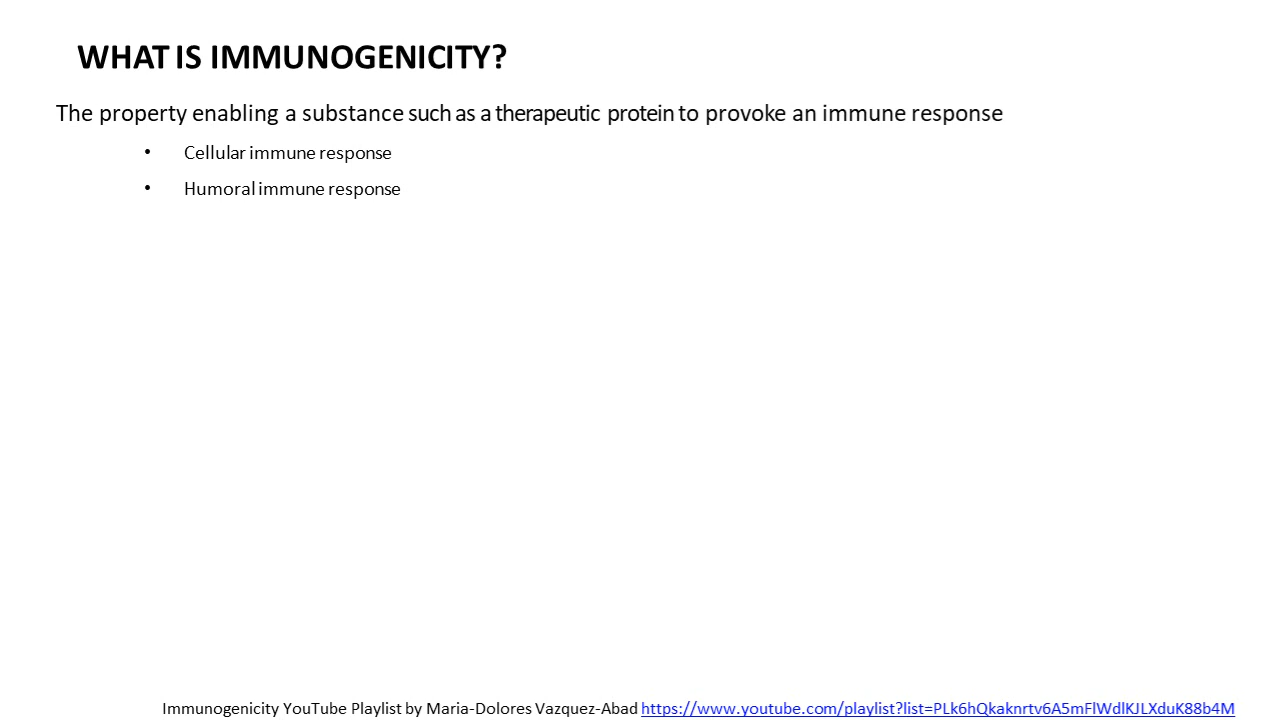 WHAT IS IMMUNOGENICITY?
The property enabling a substance such as a therapeutic protein to provoke an immune response
• Cellular immune response
• Humoral immune response
Immunogenicity YouTube Playlist by Maria-Dolores Vazquez-Abad https://www.youtube.com/playlist?list=PLk6hQkaknrtv6A5mFlWdlKJLXduK88b4M